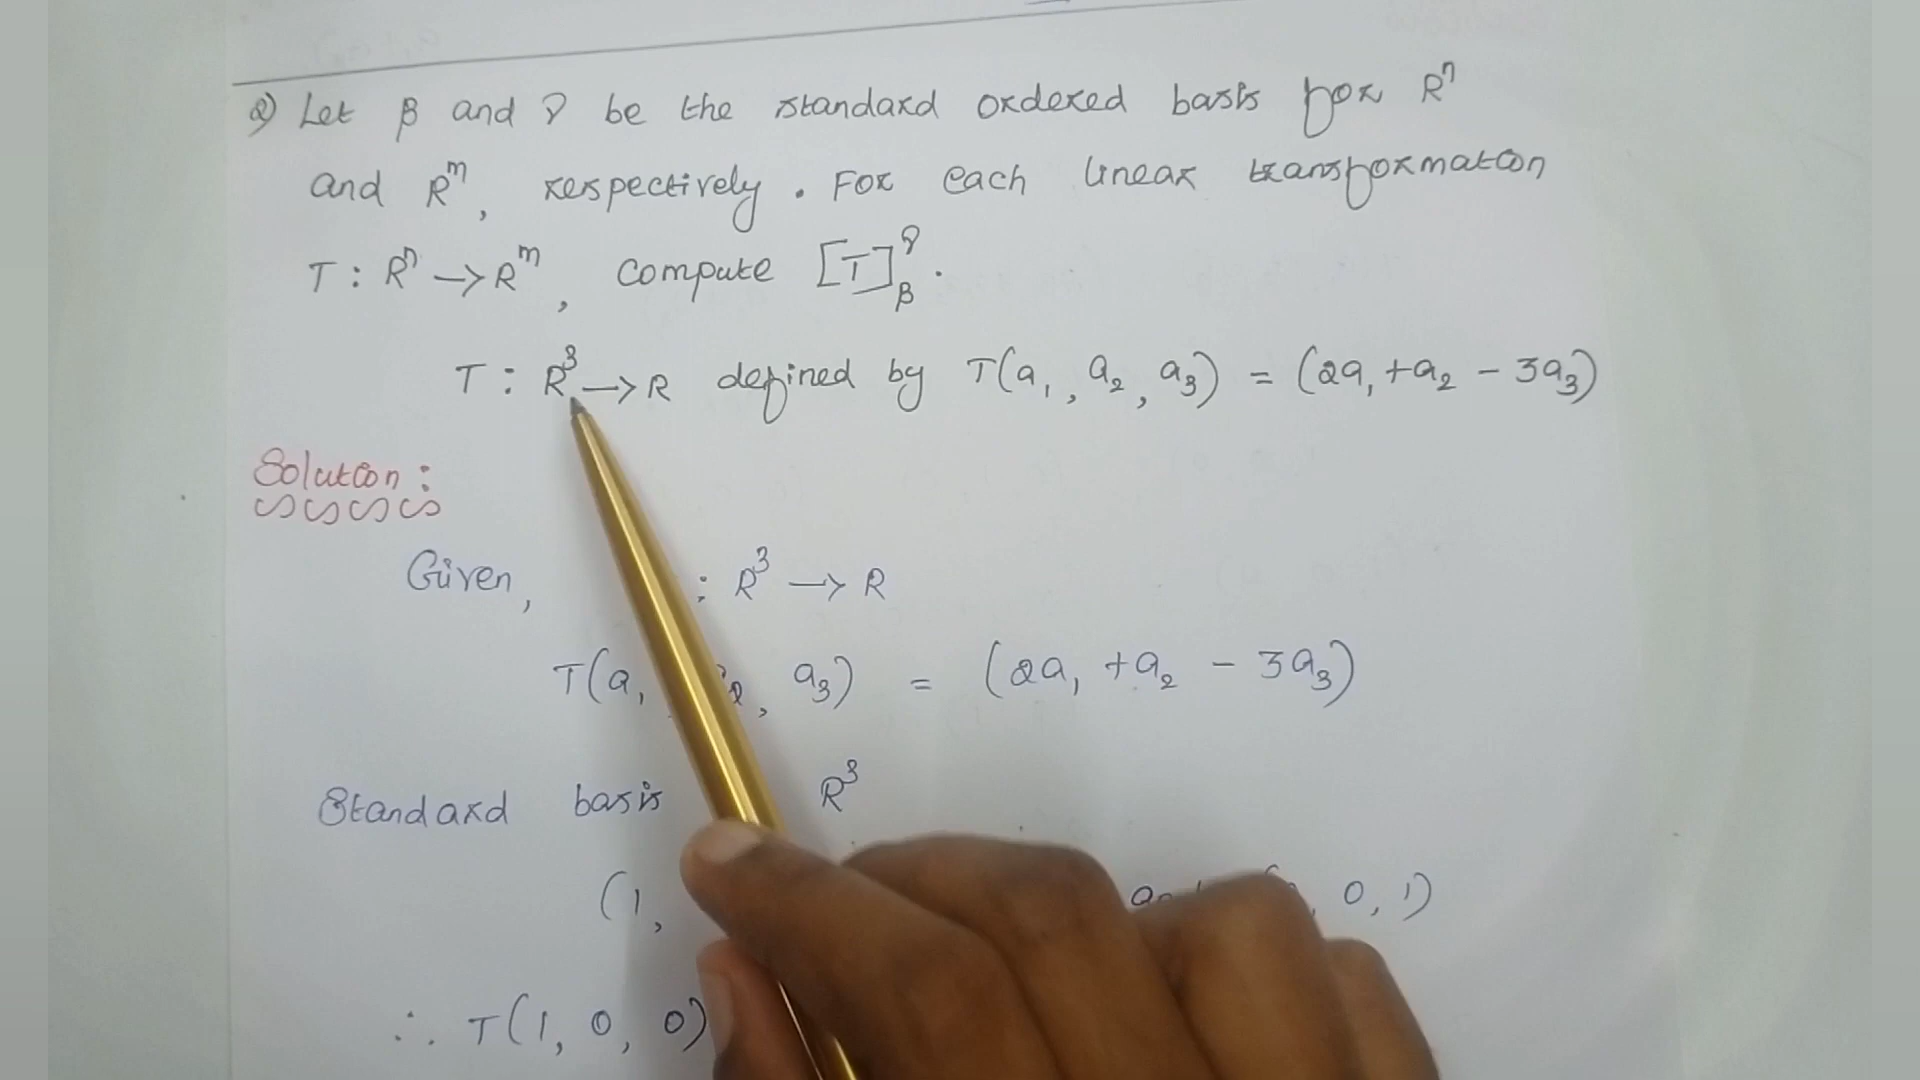 Q) Let β and γ be the standard ordered basis for Rⁿ
and Rᵐ, respectively. For each linear transformation
T : Rⁿ → Rᵐ, compute [T]ᵞᵦ.
T : R³ → R defined by T(a₁, a₂, a₃) = (2a₁ + a₂ - 3a₃)
Solution :
Given, : R³ → R
T(a, ₂, a₃) = (2a₁ + a₂ - 3a₃)
Standard basis R³
(1, 0, 1)
∴ T(1, 0, 0)